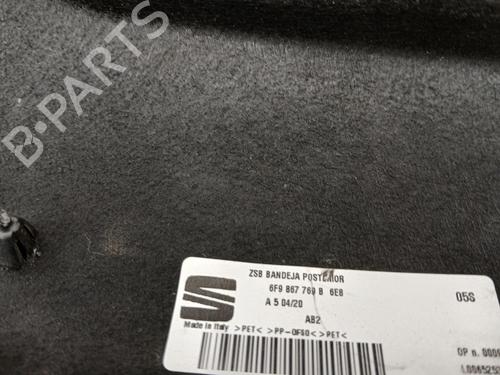 B-PARTS
ZSB BANDEJA POSTERIOR
6F9 867 769 B 6E8
05S
A 5 04/20
AB2
Made in Italy >PET< >PP-GF50<>PET<
OP n.